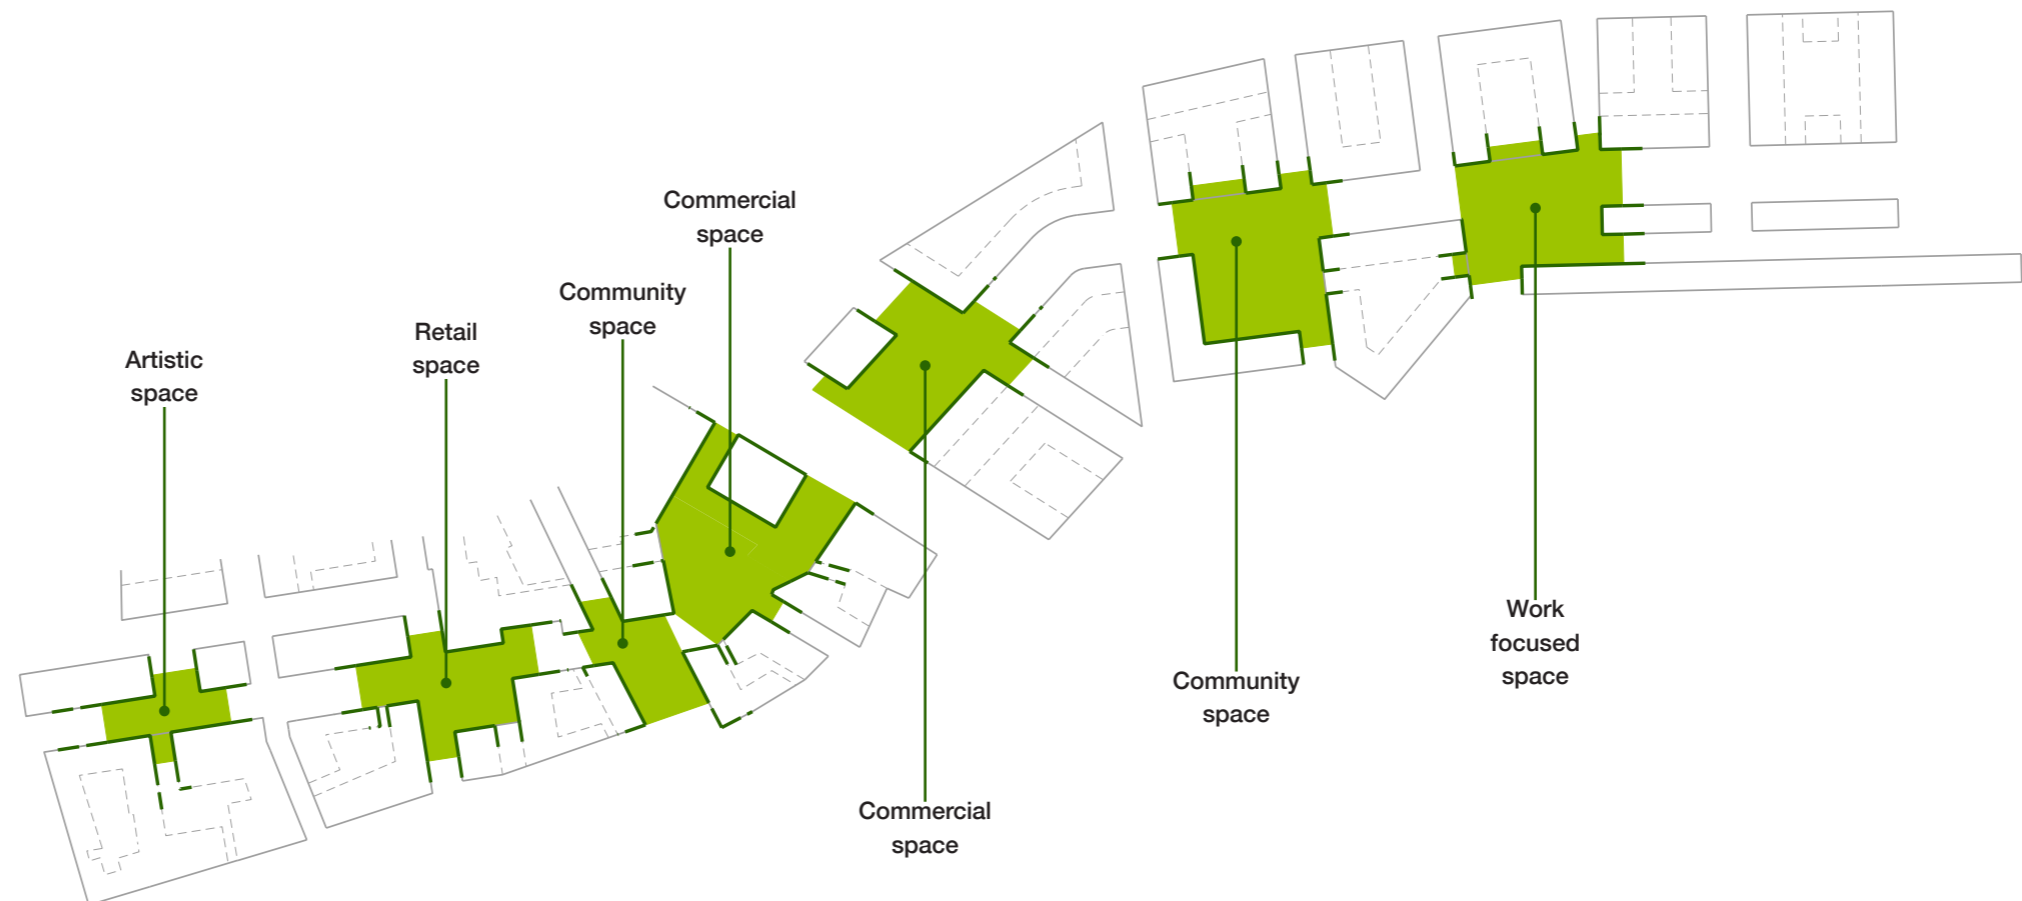 Artistic
space
Retail
space
Community
space
Commercial
space
Commercial
space
Community
space
Work
focused
space